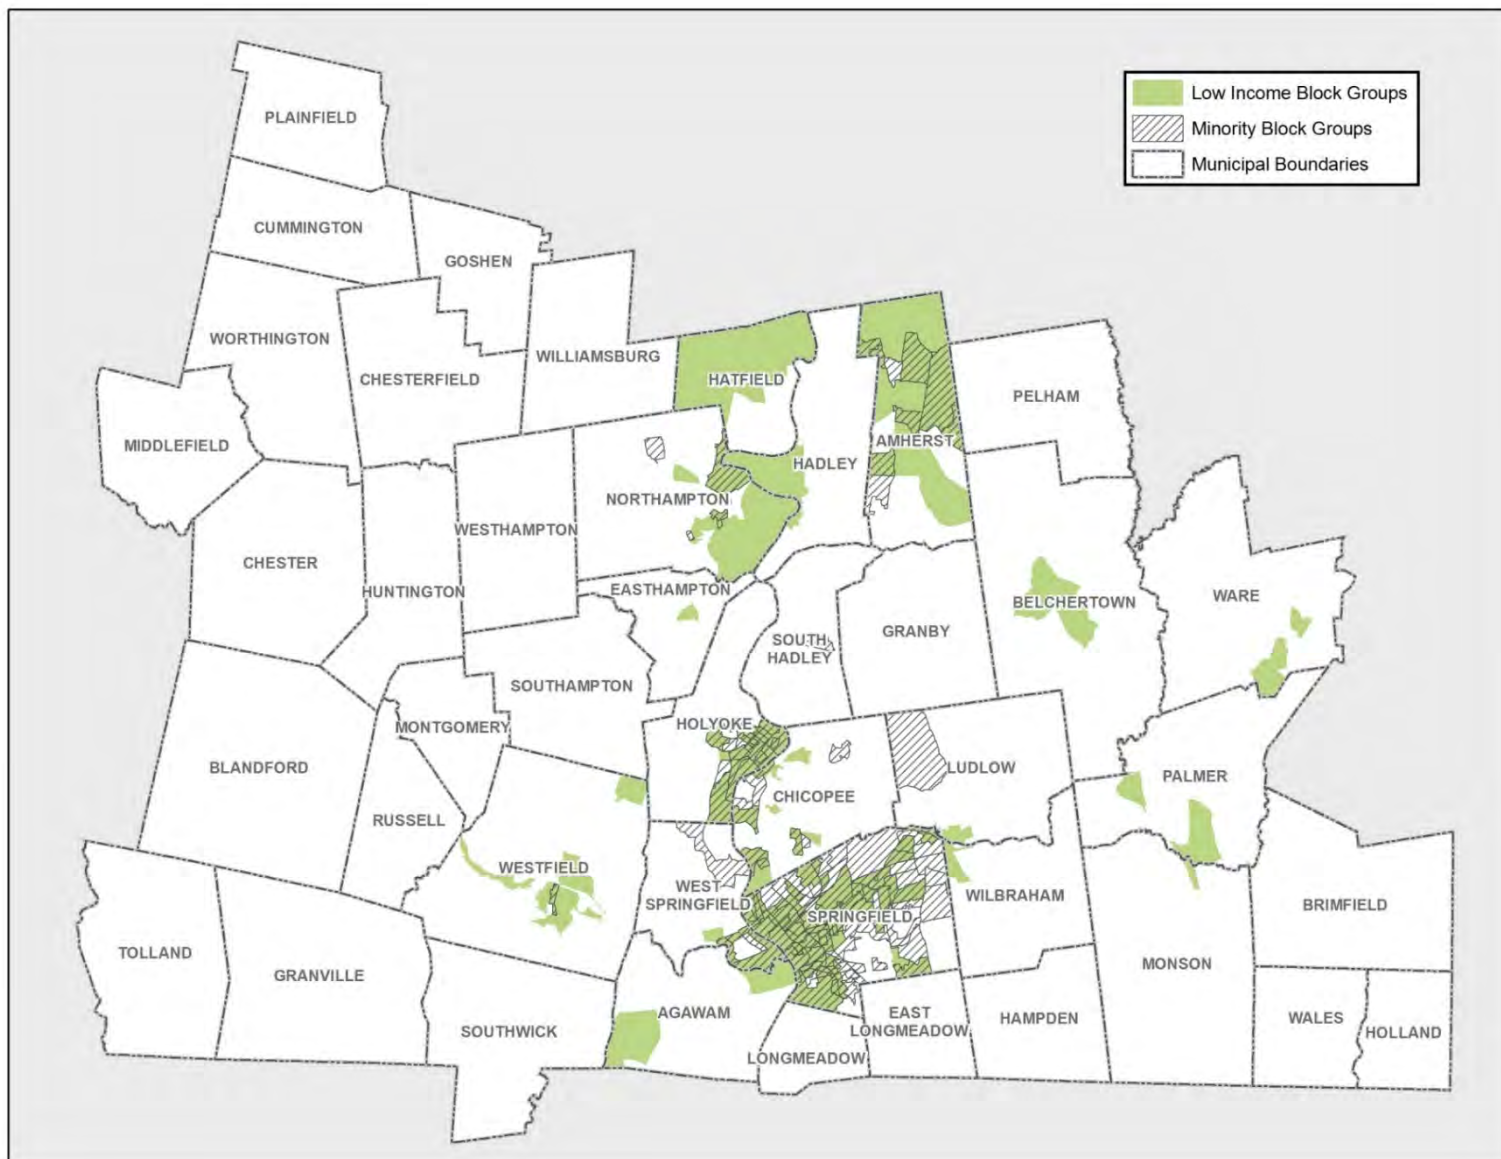 Low Income Block Groups
Minority Block Groups
Municipal Boundaries
PLAINFIELD
CUMMINGTON
GOSHEN
WORTHINGTON
CHESTERFIELD
WILLIAMSBURG
HATFIELD
PELHAM
MIDDLEFIELD
AMHERST
HADLEY
NORTHAMPTON
WESTHAMPTON
CHESTER
HUNTINGTON
EASTHAMPTON
BELCHERTOWN
WARE
GRANBY
SOUTH
HADLEY
SOUTHAMPTON
HOLYOKE
MONTGOMERY
BLANDFORD
LUDLOW
PALMER
CHICOPEE
RUSSELL
WESTFIELD
WEST
SPRINGFIELD
SPRINGFIELD
WILBRAHAM
BRIMFIELD
TOLLAND
GRANVILLE
MONSON
SOUTHWICK
AGAWAM
EAST
LONGMEADOW
HAMPDEN
WALES
HOLLAND
LONGMEADOW